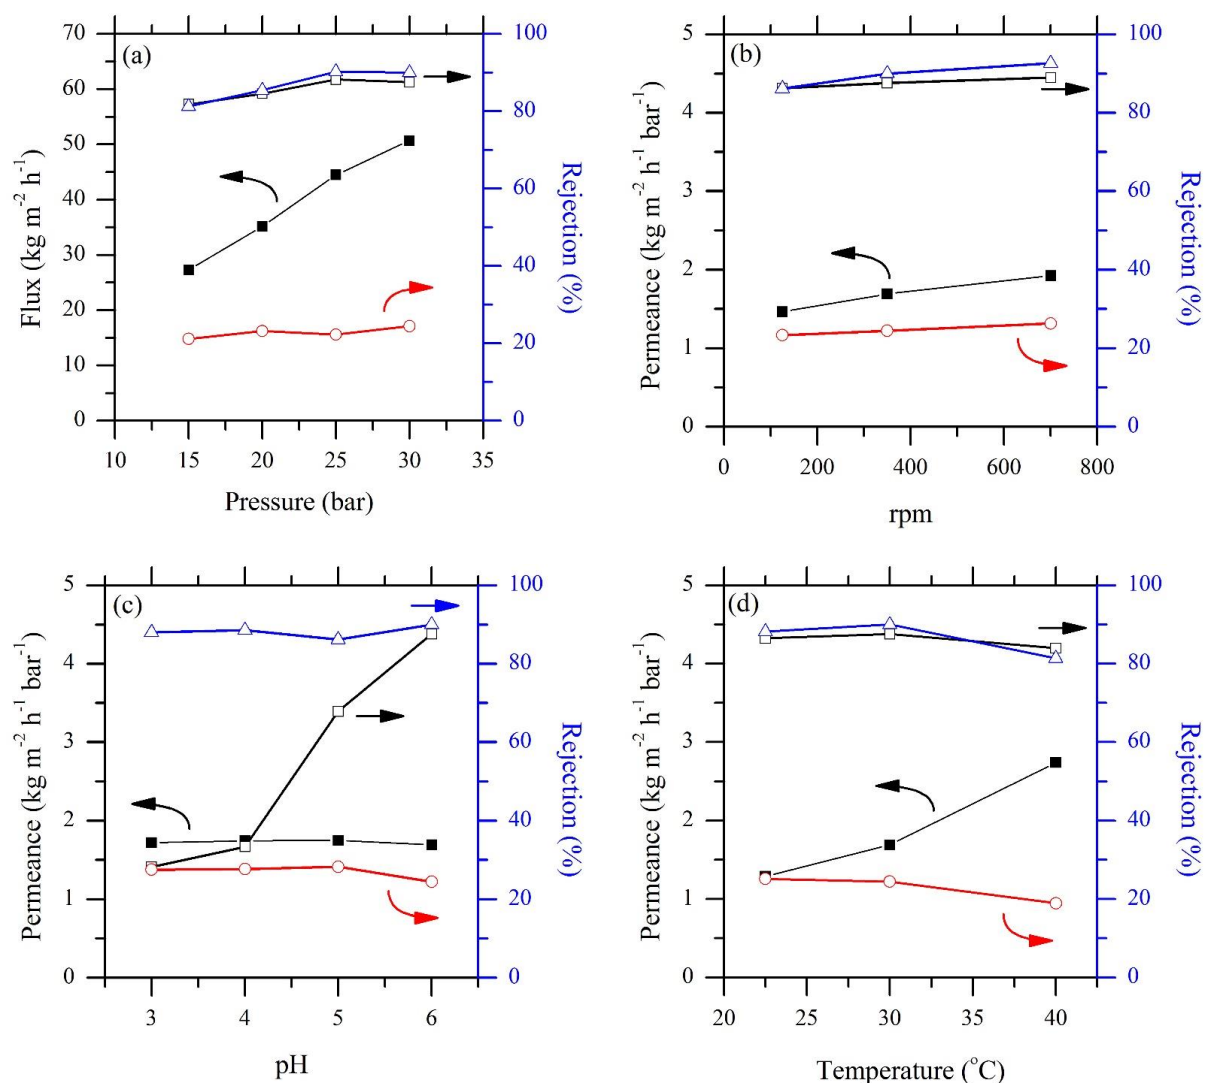 (a)
70
60
50
40
30
20
10
0
Flux (kg m⁻² h⁻¹)
100
80
60
40
20
0
Rejection (%)
10 15 20 25 30 35
Pressure (bar)
(b)
5
4
3
2
1
0
Permeance (kg m⁻² h⁻¹ bar⁻¹)
100
80
60
40
20
0
Rejection (%)
0 200 400 600 800
rpm
(c)
5
4
3
2
1
0
Permeance (kg m⁻² h⁻¹ bar⁻¹)
100
80
60
40
20
0
Rejection (%)
3 4 5 6
pH
(d)
5
4
3
2
1
0
Permeance (kg m⁻² h⁻¹ bar⁻¹)
100
80
60
40
20
0
Rejection (%)
20 30 40
Temperature (°C)